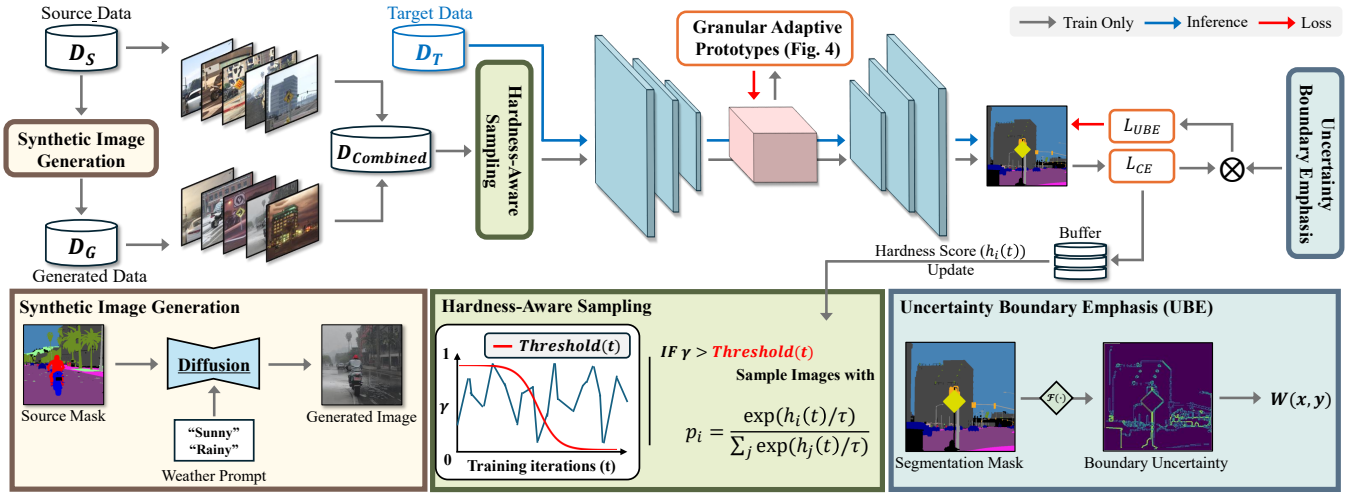 Source_Data
D_S
Synthetic Image
Generation
D_G
Generated Data
D_Combined
Target Data
D_T
Hardness-Aware
Sampling
Granular Adaptive
Prototypes (Fig. 4)
Train Only
Inference
Loss
L_UBE
L_CE
⊗
Uncertainty
Boundary Emphasis
Buffer
Hardness Score (h_i(t))
Update
Synthetic Image Generation
Source Mask
Diffusion
"Sunny"
"Rainy"
Weather Prompt
Generated Image
Hardness-Aware Sampling
1
γ
0
Threshold(t)
Training iterations (t)
IF γ > Threshold(t)
Sample Images with
p_i = exp(h_i(t)/τ) / ∑_j exp(h_j(t)/τ)
Uncertainty Boundary Emphasis (UBE)
Segmentation Mask
ℱ(·)
Boundary Uncertainty
W(x, y)